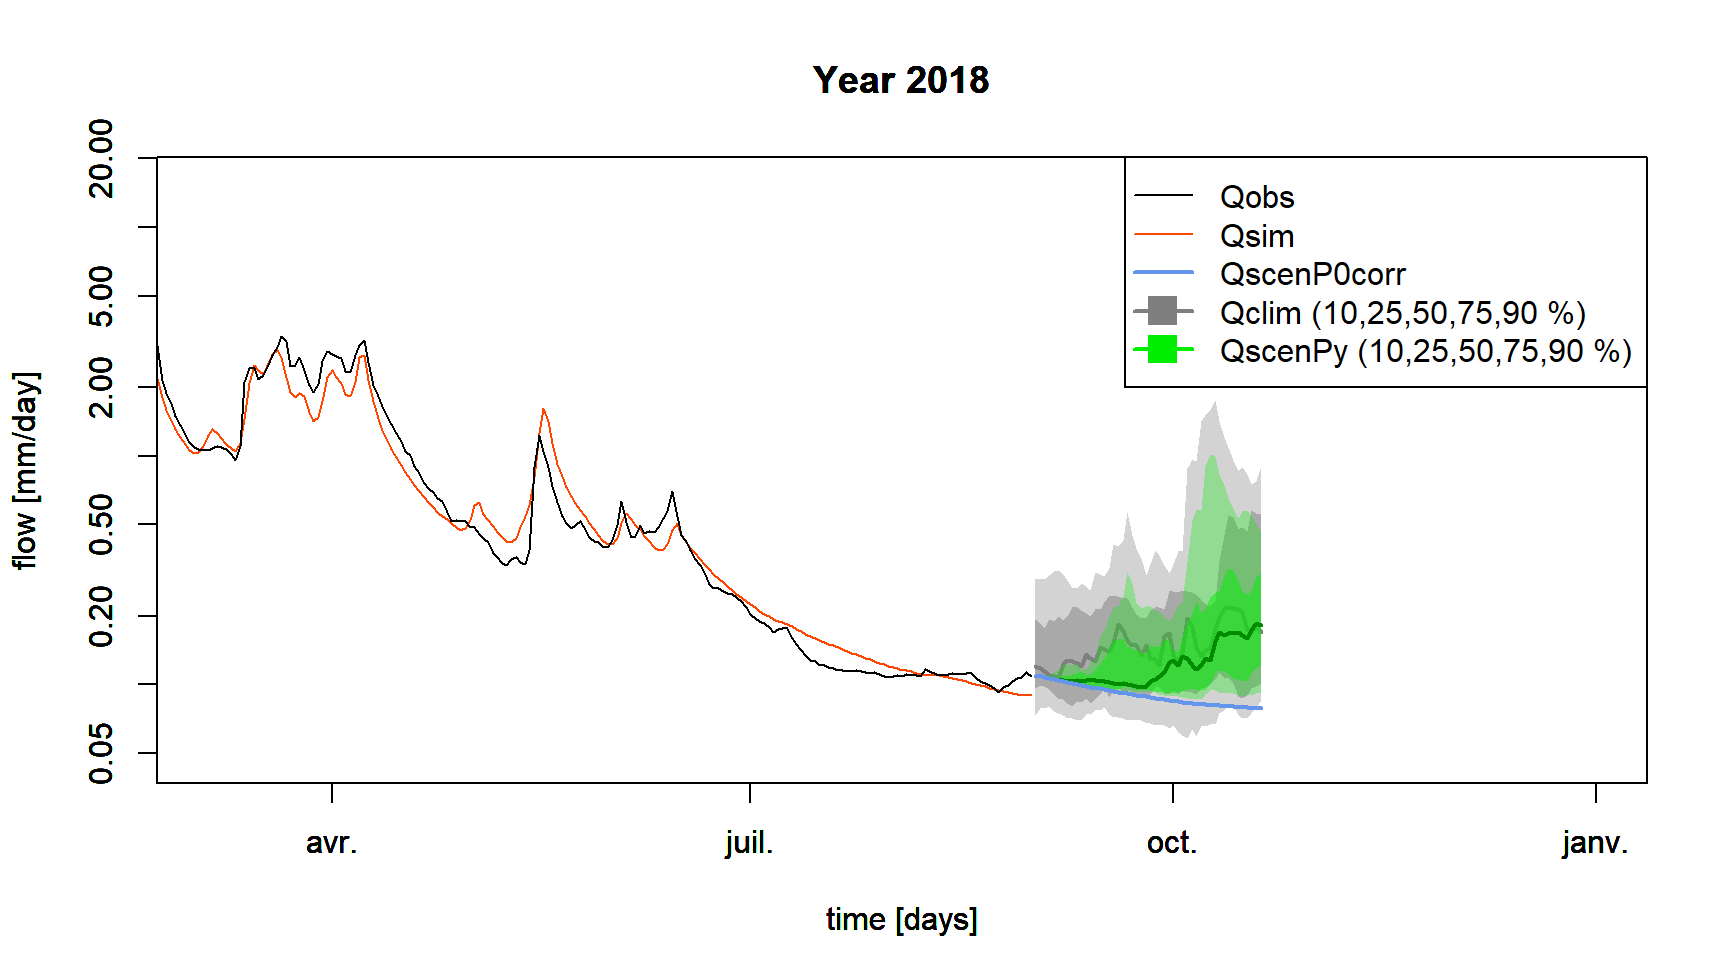 Year 2018
flow [mm/day]
20.00
5.00
2.00
0.50
0.20
0.05
Qobs
Qsim
QscenP0corr
Qclim (10,25,50,75,90 %)
QscenPy (10,25,50,75,90 %)
avr.
juil.
oct.
janv.
time [days]